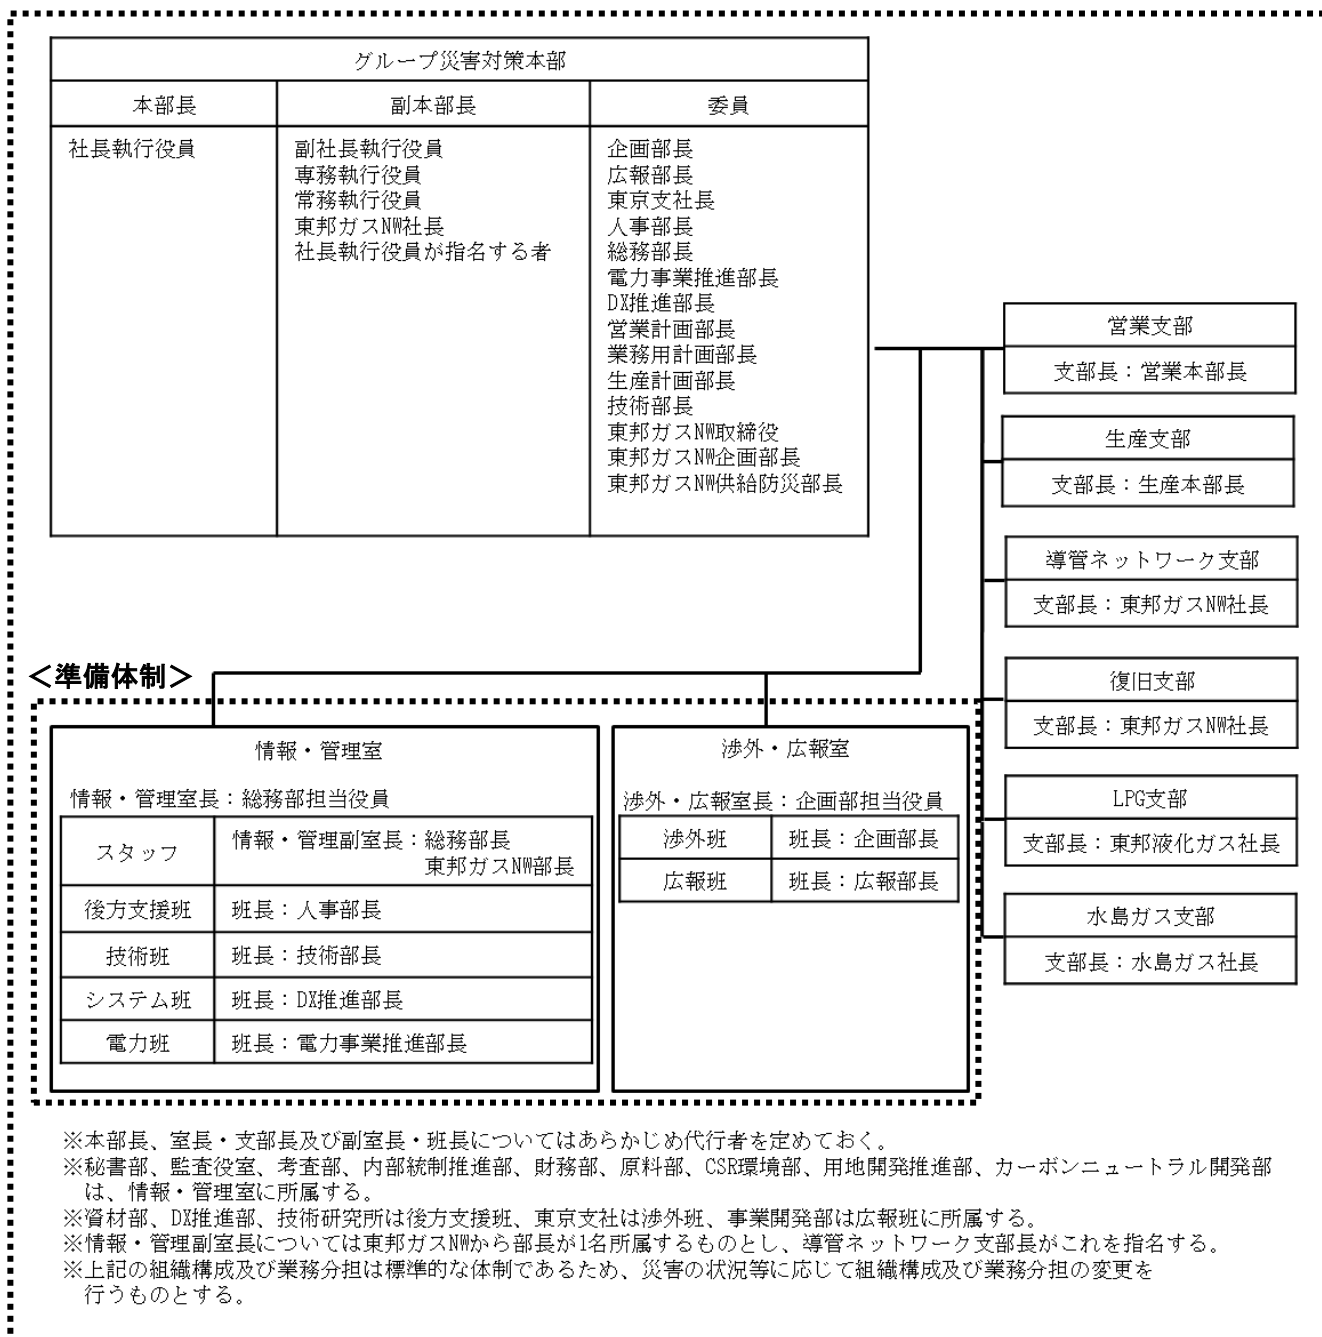 グループ災害対策本部
本部長
副本部長
委員
社長執行役員
副社長執行役員
専務執行役員
常務執行役員
東邦ガスNW社長
社長執行役員が指名する者
企画部長
広報部長
東京支社長
人事部長
総務部長
電力事業推進部長
DX推進部長
営業計画部長
業務用計画部長
生産計画部長
技術部長
東邦ガスNW取締役
東邦ガスNW企画部長
東邦ガスNW供給防災部長
営業支部
支部長：営業本部長
生産支部
支部長：生産本部長
導管ネットワーク支部
支部長：東邦ガスNW社長
復旧支部
支部長：東邦ガスNW社長
LPG支部
支部長：東邦液化ガス社長
水島ガス支部
支部長：水島ガス社長
＜準備体制＞
情報・管理室
情報・管理室長：総務部担当役員
スタッフ
情報・管理副室長：総務部長
東邦ガスNW部長
後方支援班
班長：人事部長
技術班
班長：技術部長
システム班
班長：DX推進部長
電力班
班長：電力事業推進部長
渉外・広報室
渉外・広報室長：企画部担当役員
渉外班
班長：企画部長
広報班
班長：広報部長
※本部長、室長・支部長及び副室長・班長についてはあらかじめ代行者を定めておく。
※秘書部、監査役室、考査部、内部統制推進部、財務部、原料部、CSR環境部、用地開発推進部、カーボンニュートラル開発部
は、情報・管理室に所属する。
※資材部、DX推進部、技術研究所は後方支援班、東京支社は渉外班、事業開発部は広報班に所属する。
※情報・管理副室長については東邦ガスNWから部長が1名所属するものとし、導管ネットワーク支部長がこれを指名する。
※上記の組織構成及び業務分担は標準的な体制であるため、災害の状況等に応じて組織構成及び業務分担の変更を
行うものとする。